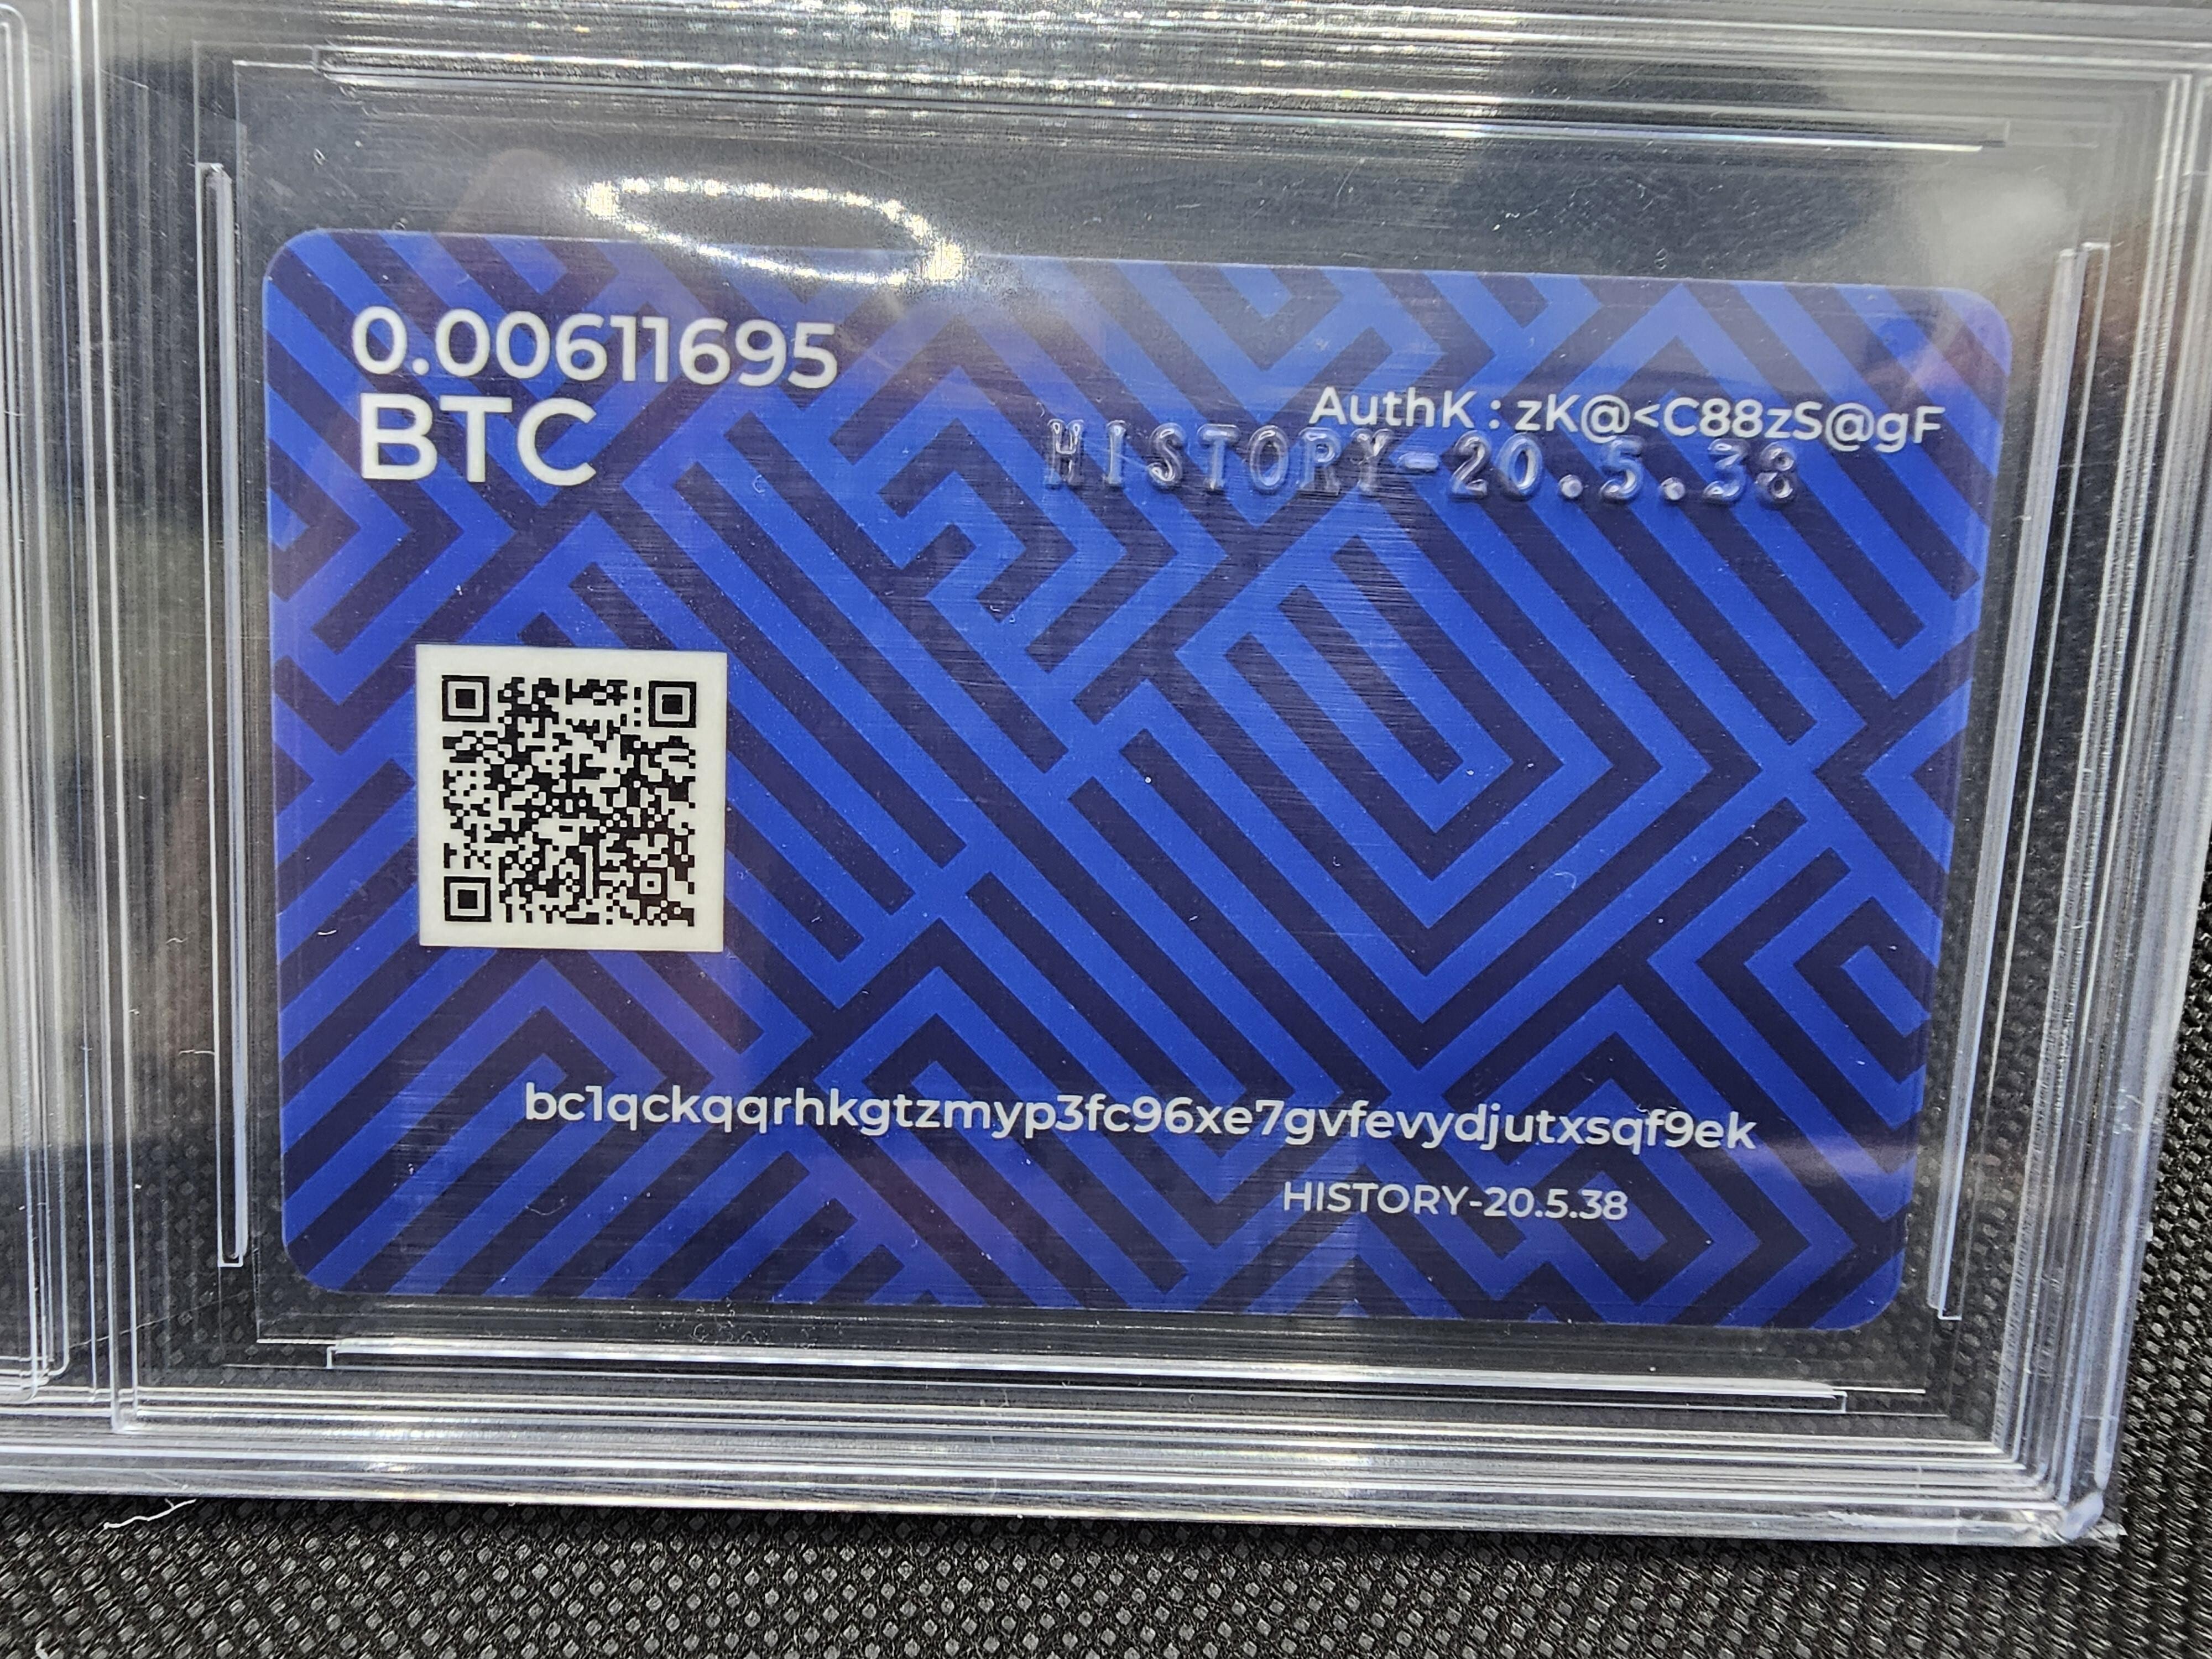 0.00611695
BTC
AuthK : zK@<C88zS@gF
HISTORY-20.5.38
bc1qckqqrhkgtzmyp3fc96xe7gvfevydjutxsqf9ek
HISTORY-20.5.38